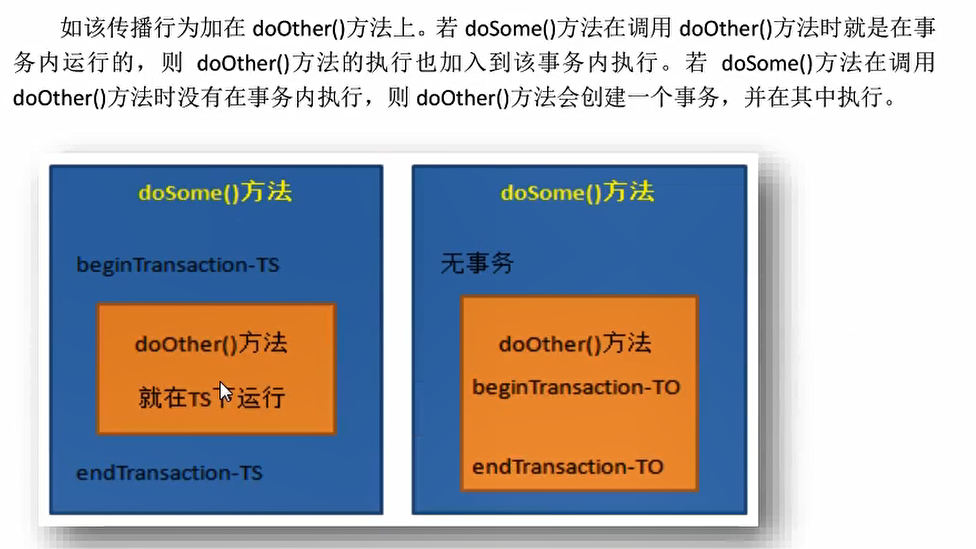 如该传播行为加在 doOther()方法上。若 doSome()方法在调用 doOther()方法时就是在事
务内运行的，则 doOther()方法的执行也加入到该事务内执行。若 doSome()方法在调用
doOther()方法时没有在事务内执行，则 doOther()方法会创建一个事务，并在其中执行。
doSome()方法
beginTransaction-TS
doOther()方法
就在TS下运行
endTransaction-TS
doSome()方法
无事务
doOther()方法
beginTransaction-TO
endTransaction-TO